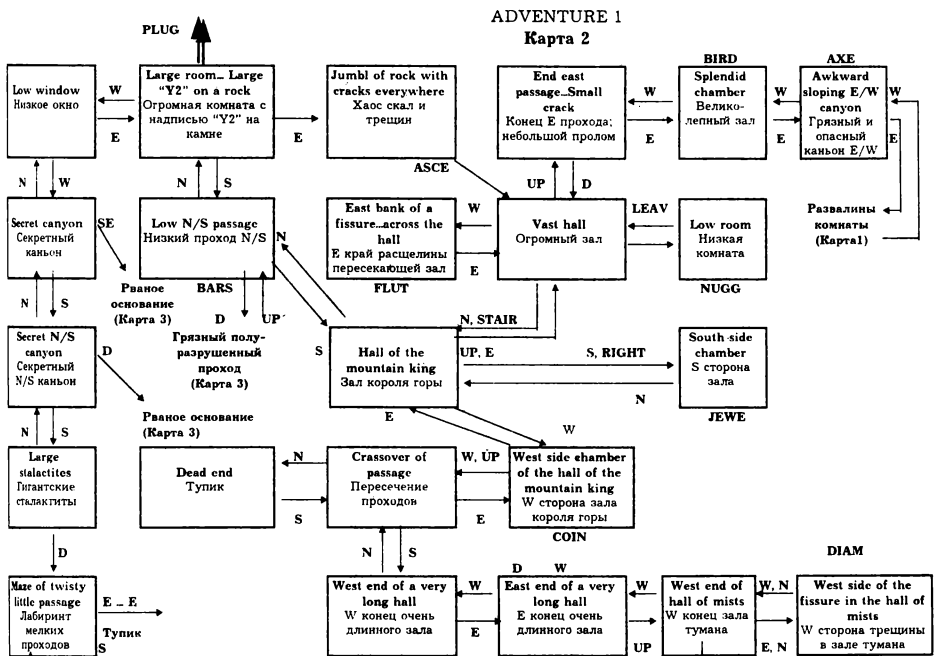 ADVENTURE 1
Карта 2
PLUG
BIRD
AXE
Low window
Низкое окно
W
E
Large room_ Large
"Y2" on a rock
Огромная комната с
надписью "Y2" на
камне
E
Jumbl of rock with
cracks everywhere
Хаос скал и
трещин
ASCE
End east
passage_Small
crack
Конец E прохода;
небольшой пролом
W
E
Splendid
chamber
Велико-
лепный зал
W
E
Awkward
sloping E/W
canyon
Грязный и
опасный
каньон E/W
W
E
N
W
N
S
UP
D
Развалины
комнаты
(Карта1)
Secret canyon
Секретный
каньон
SE
Low N/S passage
Низкий проход N/S
N
BARS
East bank of a
fissure...across the
hall
E край расщелины
пересекающей зал
FLUT
W
E
Vast hall
Огромный зал
LEAV
Low room
Низкая
комната
NUGG
N
S
Рваное
основание
(Карта 3)
D
UP
Грязный полу-
разрушенный
проход
(Карта 3)
S
N, STAIR
UP, E
Secret N/S
canyon
Секретный
N/S каньон
D
Hall of the
mountain king
Зал короля горы
S, RIGHT
N
South-side
chamber
S сторона
зала
JEWE
Рваное основание
(Карта 3)
N
S
E
W
Large
stalactites
Гигантские
сталактиты
Dead end
Тупик
N
S
Crassover of
passage
Пересечение
проходов
W, UP
E
West side chamber
of the hall of the
mountain king
W сторона зала
короля горы
COIN
D
N
S
DIAM
Maze of twisty
little passage
Лабиринт
мелких
проходов
E _ E
Тупик
S
West end of a very
long hall
W конец очень
длинного зала
W
E
D
W
East end of a very
long hall
E конец очень
длинного зала
W
UP
West end of
hall of mists
W конец зала
тумана
W, N
E, N
West side of the
fissure in the hall of
mists
W сторона трещины
в зале тумана